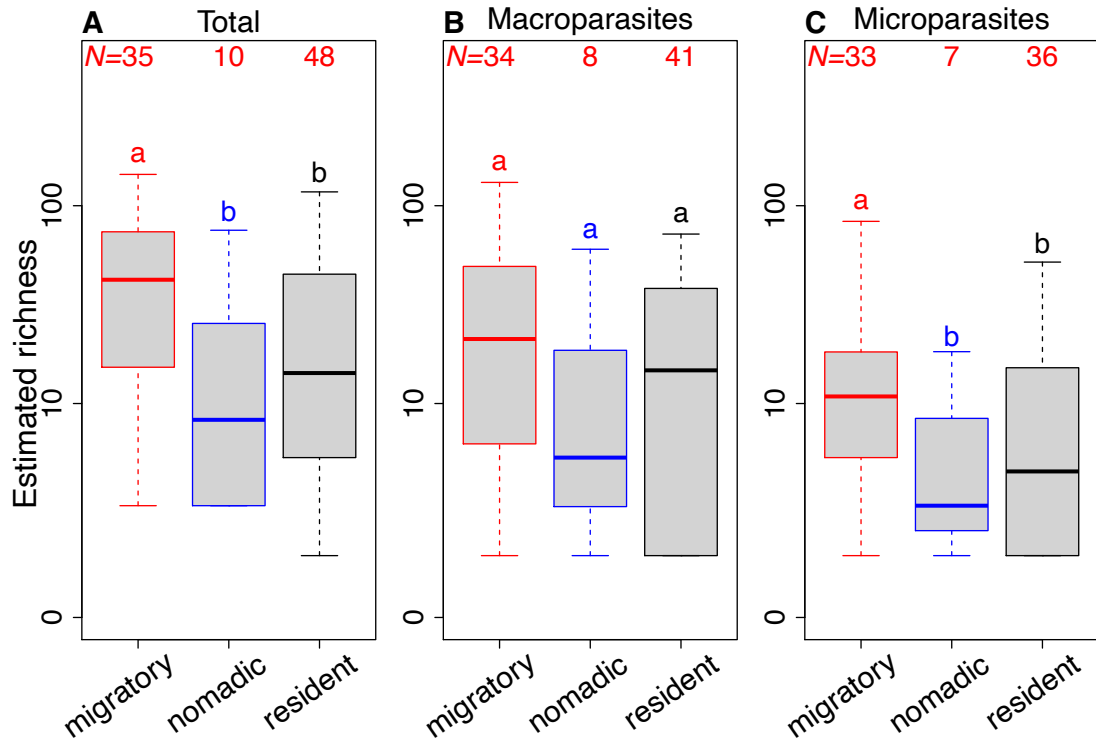 A Total
N=35 10 48
a
b
b
Estimated richness
100
10
0
migratory
nomadic
resident
B Macroparasites
N=34 8 41
a
a
a
100
10
0
migratory
nomadic
resident
C Microparasites
N=33 7 36
a
b
b
100
10
0
migratory
nomadic
resident